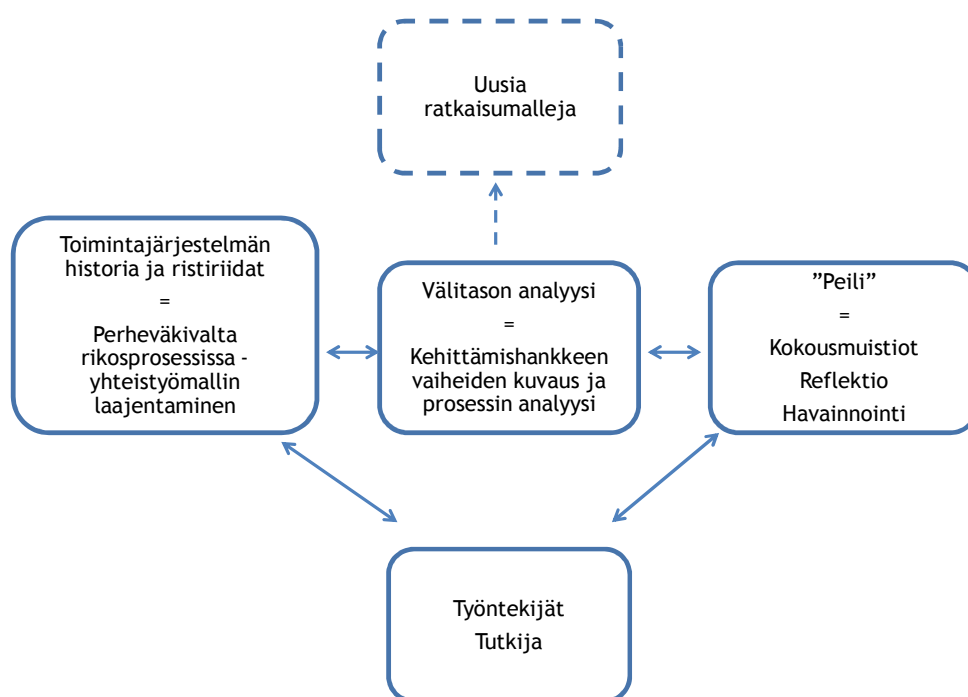 Uusia
ratkaisumalleja
Toimintajärjestelmän
historia ja ristiriidat
=
Perheväkivalta
rikosprosessissa -
yhteistyömallin
laajentaminen
Välitason analyysi
=
Kehittämishankkeen
vaiheiden kuvaus ja
prosessin analyysi
”Peili”
=
Kokousmuistiot
Reflektio
Havainnointi
Työntekijät
Tutkija